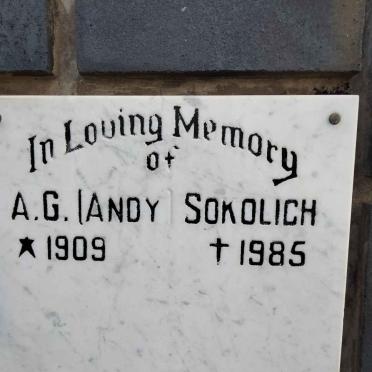 In Loving Memory
of
A.G. (ANDY) SOKOLICH
★ 1909 † 1985